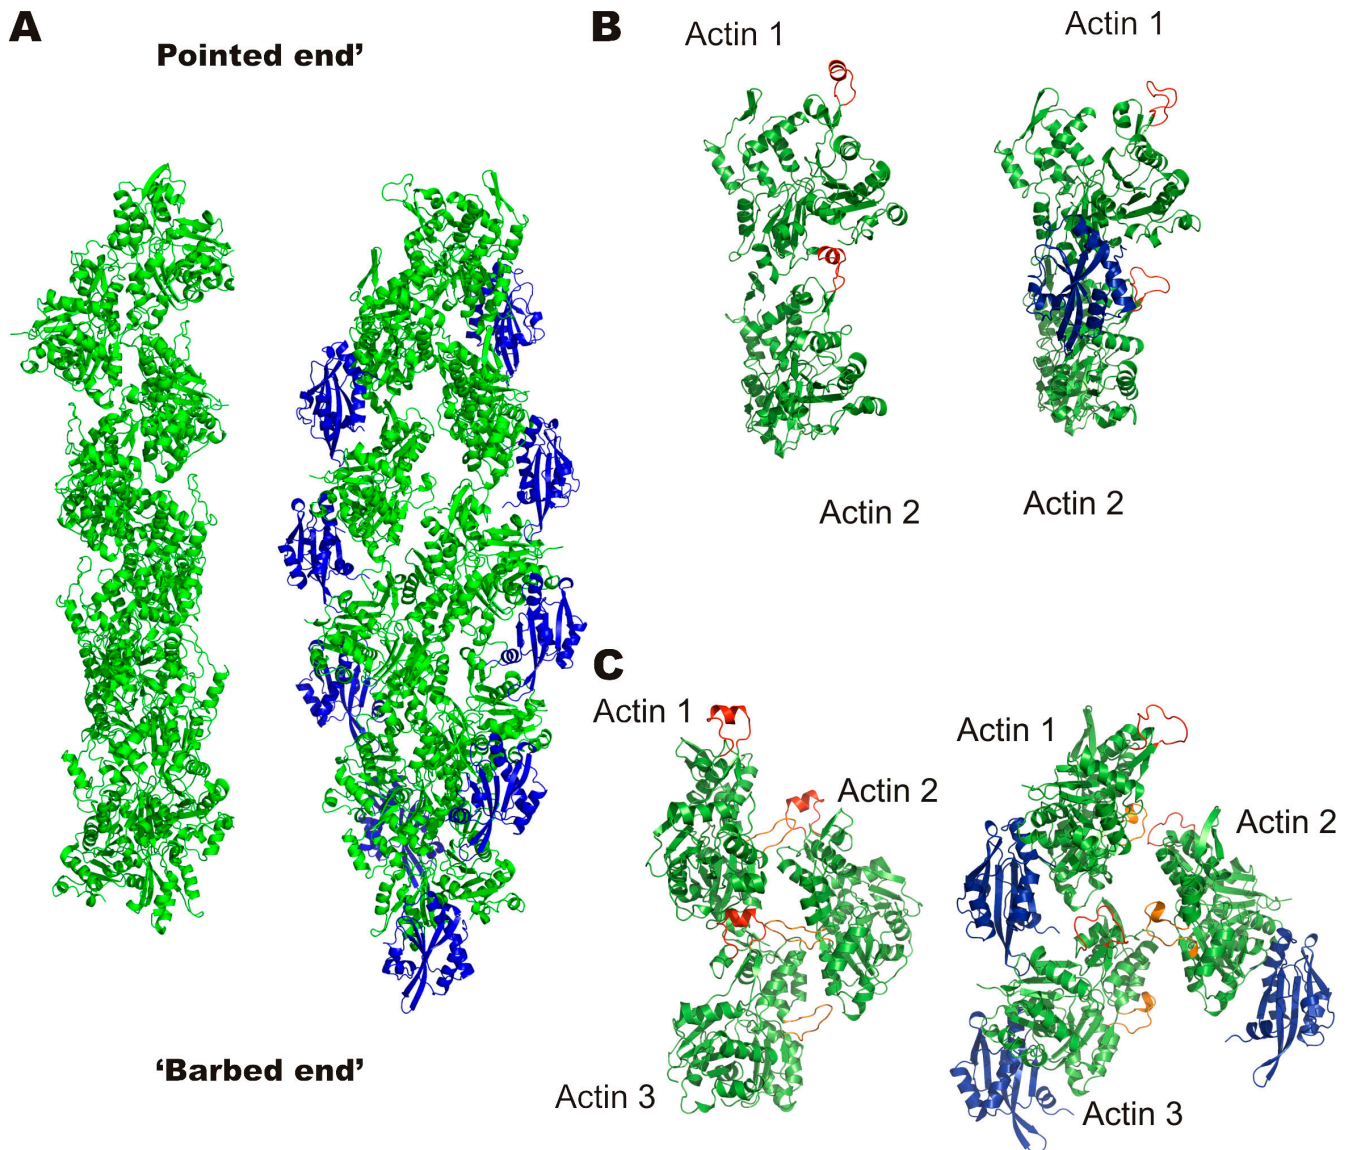 A
Pointed end’
‘Barbed end’
B
Actin 1
Actin 1
Actin 2
Actin 2
C
Actin 1
Actin 2
Actin 3
Actin 1
Actin 2
Actin 3